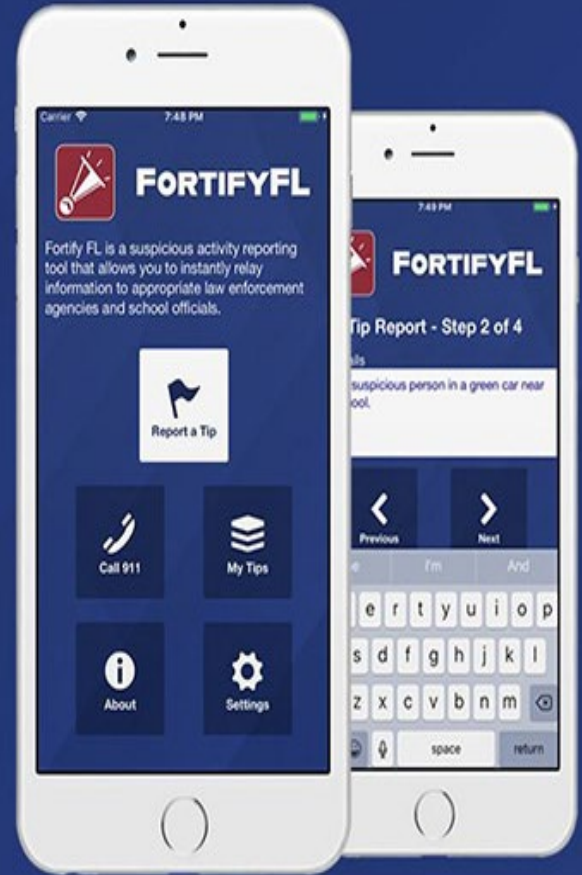 Carrier 7:48 PM
FORTIFYFL
Fortify FL is a suspicious activity reporting
tool that allows you to instantly relay
information to appropriate law enforcement
agencies and school officials.
Report a Tip
Call 911 My Tips
About Settings
7:49 PM
FORTIFYFL
Tip Report - Step 2 of 4
suspicious person in a green car near
Previous Next
I'm And
e r t y u i o p
s d f g h j k l
z x c v b n m
space return